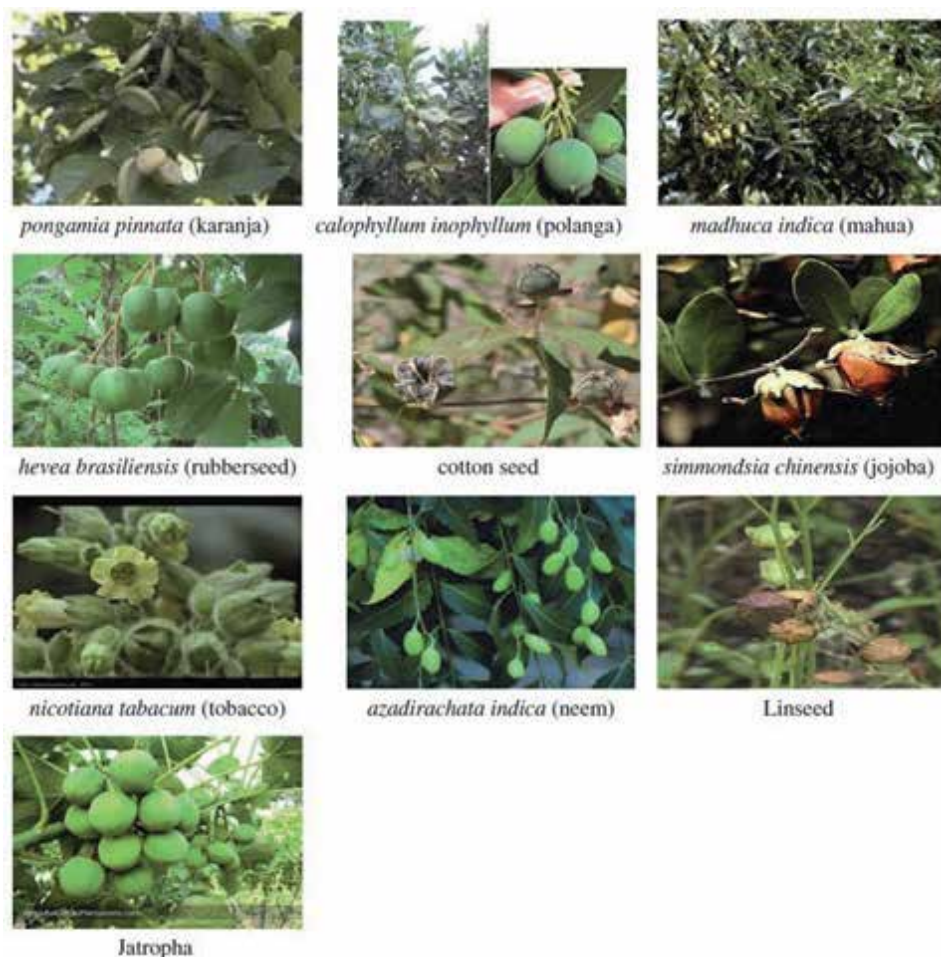 pongamia pinnata (karanja)
calophyllum inophyllum (polanga)
madhuca indica (mahua)
hevea brasiliensis (rubberseed)
cotton seed
simmondsia chinensis (jojoba)
nicotiana tabacum (tobacco)
azadirachata indica (neem)
Linseed
Jatropha